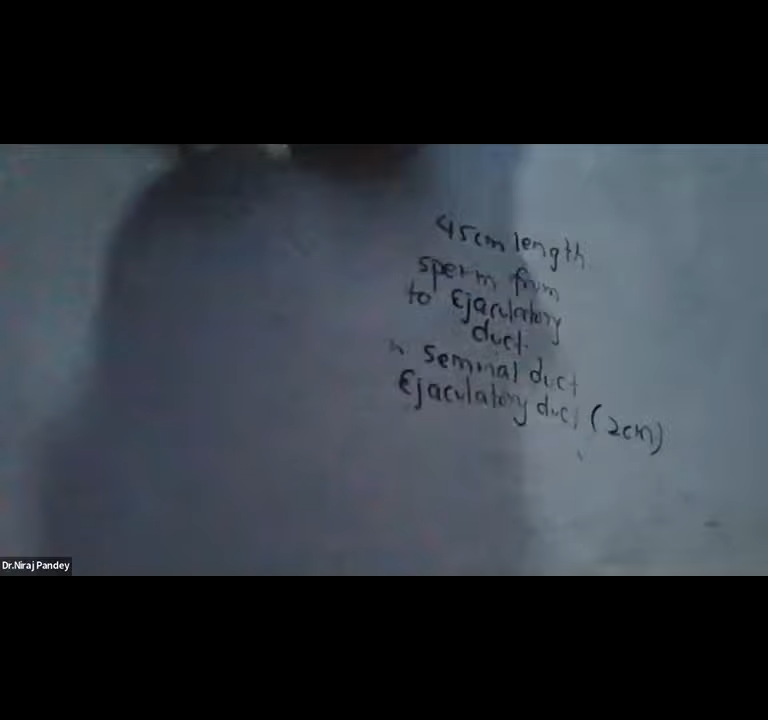 45cm length
sperm from
to Ejaculatory
duct.
n seminal duct
Ejaculatory duct (2cm)
Dr.Niraj Pandey